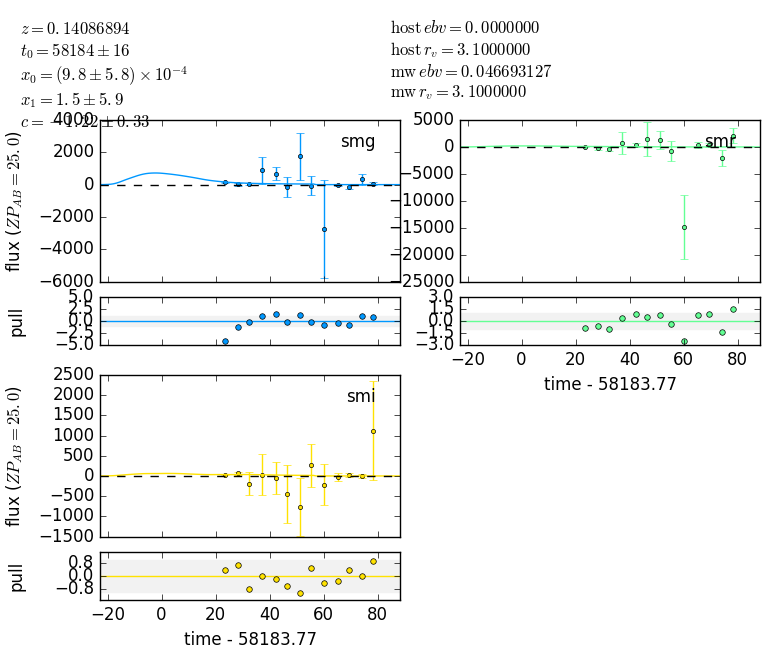 z = 0.14086894
t₀ = 58184 ± 16
x₀ = (9.8 ± 5.8) × 10⁻⁴
x₁ = 1.5 ± 5.9
c = −1.22 ± 0.33
host ebv = 0.0000000
host r_v = 3.1000000
mw ebv = 0.046693127
mw r_v = 3.1000000
smg
flux (ZP_AB = 25.0)
4000
2000
0
−2000
−4000
−6000
pull
5.0
2.5
0.0
−2.5
−5.0
smr
5000
0
−5000
−10000
−15000
−20000
−25000
3.0
1.5
0.0
−1.5
−3.0
−20 0 20 40 60 80
time - 58183.77
smi
flux (ZP_AB = 25.0)
2500
2000
1500
1000
500
0
−500
−1000
−1500
pull
0.8
0.0
−0.8
−20 0 20 40 60 80
time - 58183.77